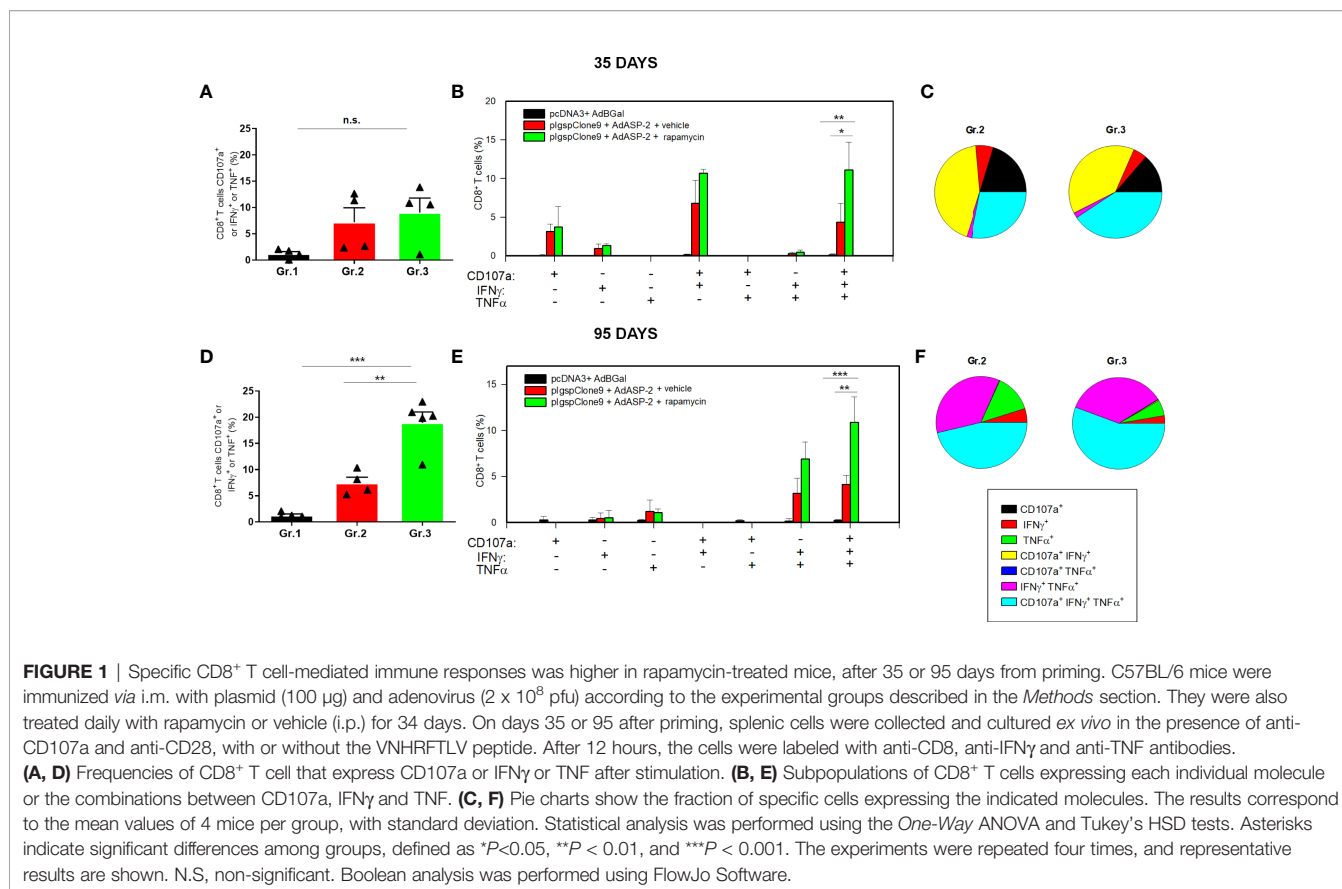 35 DAYS
A
B
C
CD8+ T cells CD107a+
or IFNγ+ or TNF+ (%)
25
20
15
10
5
0
n.s.
Gr.1
Gr.2
Gr.3
CD8+ T cells (%)
20
15
10
5
0
pcDNA3+ AdBGal
pIgspClone9 + AdASP-2 + vehicle
pIgspClone9 + AdASP-2 + rapamycin
**
*
CD107a: + - - + + - +
IFNγ: - + - + - + +
TNFα - - + - + + +
Gr.2
Gr.3
95 DAYS
D
E
F
CD8+ T cells CD107a+ or
IFNγ+ or TNF+ (%)
25
20
15
10
5
0
***
**
Gr.1
Gr.2
Gr.3
CD8+ T cells (%)
15
10
5
0
pcDNA3+ AdBGal
pIgspClone9 + AdASP-2 + vehicle
pIgspClone9 + AdASP-2 + rapamycin
***
**
CD107a: + - - + + - +
IFNγ: - + - + - + +
TNFα - - + - + + +
Gr.2
Gr.3
CD107a+
IFNγ+
TNFα+
CD107a+ IFNγ+
CD107a+ TNFα+
IFNγ+ TNFα+
CD107a+ IFNγ+ TNFα+
FIGURE 1 | Specific CD8+ T cell-mediated immune responses was higher in rapamycin-treated mice, after 35 or 95 days from priming. C57BL/6 mice were
immunized via i.m. with plasmid (100 µg) and adenovirus (2 x 10⁸ pfu) according to the experimental groups described in the Methods section. They were also
treated daily with rapamycin or vehicle (i.p.) for 34 days. On days 35 or 95 after priming, splenic cells were collected and cultured ex vivo in the presence of anti-
CD107a and anti-CD28, with or without the VNHRFTLV peptide. After 12 hours, the cells were labeled with anti-CD8, anti-IFNγ and anti-TNF antibodies.
(A, D) Frequencies of CD8+ T cell that express CD107a or IFNγ or TNF after stimulation. (B, E) Subpopulations of CD8+ T cells expressing each individual molecule
or the combinations between CD107a, IFNγ and TNF. (C, F) Pie charts show the fraction of specific cells expressing the indicated molecules. The results correspond
to the mean values of 4 mice per group, with standard deviation. Statistical analysis was performed using the One-Way ANOVA and Tukey's HSD tests. Asterisks
indicate significant differences among groups, defined as *P<0.05, **P < 0.01, and ***P < 0.001. The experiments were repeated four times, and representative
results are shown. N.S, non-significant. Boolean analysis was performed using FlowJo Software.